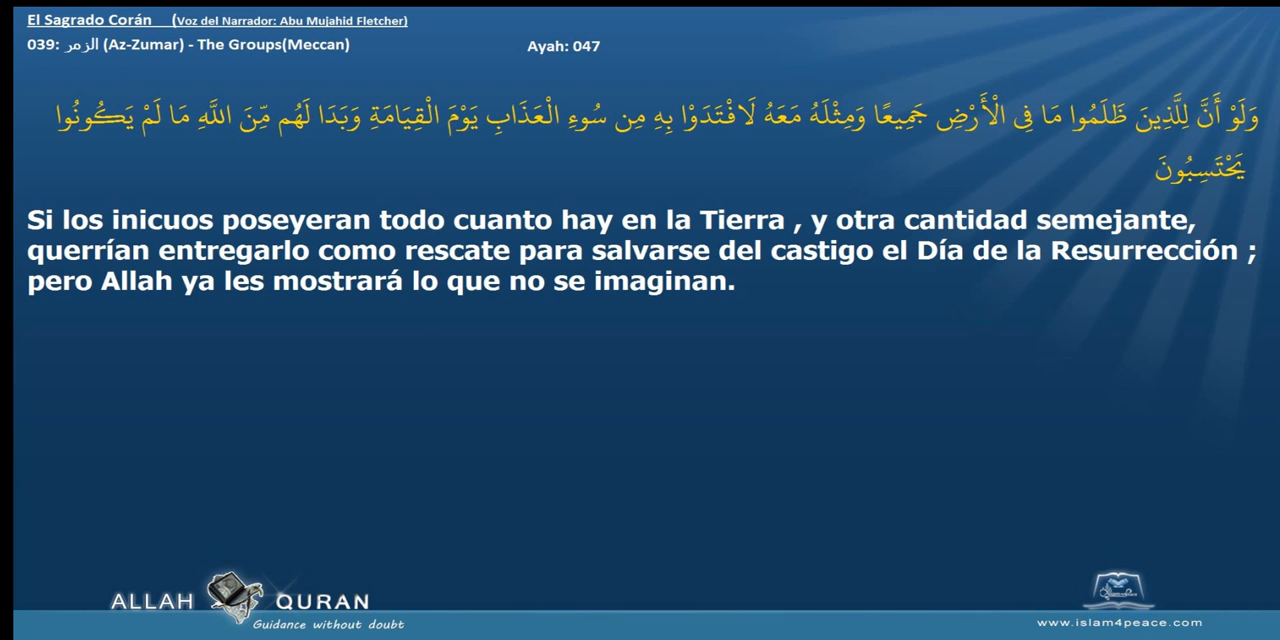 El Sagrado Corán (Voz del Narrador: Abu Mujahid Fletcher)
039: الزمر (Az-Zumar) - The Groups(Meccan) Ayah: 047
وَلَوْ أَنَّ لِلَّذِينَ ظَلَمُوا مَا فِي الْأَرْضِ جَمِيعًا وَمِثْلَهُ مَعَهُ لَافْتَدَوْا بِهِ مِن سُوءِ الْعَذَابِ يَوْمَ الْقِيَامَةِ وَبَدَا لَهُم مِّنَ اللَّهِ مَا لَمْ يَكُونُوا
يَحْتَسِبُونَ
Si los inicuos poseyeran todo cuanto hay en la Tierra , y otra cantidad semejante,
querrían entregarlo como rescate para salvarse del castigo el Día de la Resurrección ;
pero Allah ya les mostrará lo que no se imaginan.
ALLAH QURAN
Guidance without doubt
www.islam4peace.com